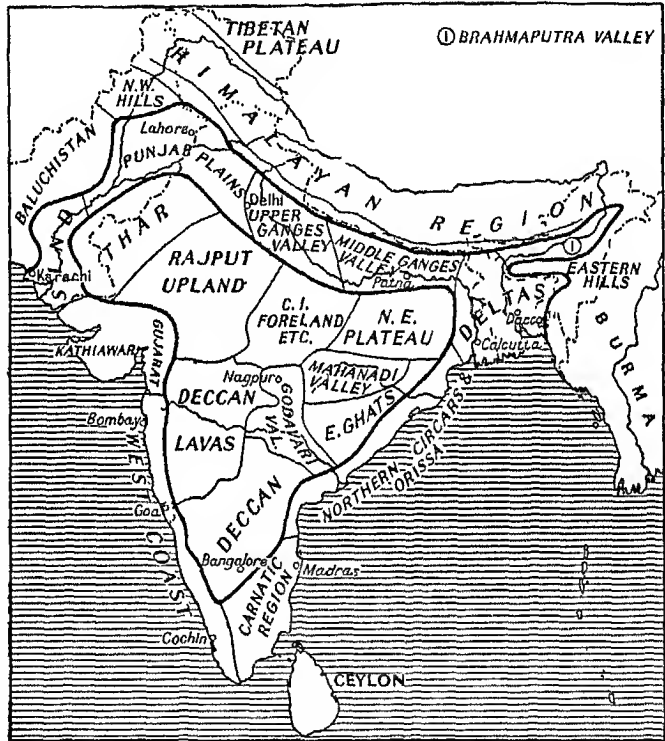 TIBETAN
PLATEAU
① BRAHMAPUTRA VALLEY
HIMALAYAN REGION
N.W.
HILLS
Lahore
BALUCHISTAN
PUNJAB PLAINS
SIND
THAR
Delhi
UPPER
GANGES
VALLEY
MIDDLE GANGES
VALLEY
Patna
①
EASTERN
HILLS
Karachi
RAJPUT
UPLAND
C.I.
FORELAND
ETC.
N.E.
PLATEAU
DELTAS
Dacca
Calcutta
BURMA
KATHIAWAR
GUJARAT
Nagpur
MAHANADI
VALLEY
DECCAN
LAVAS
GODAVARI
VAL.
E. GHATS
Bombay
NORTHERN CIRCARS
ORISSA
WEST COAST
Goa
DECCAN
Bangalore
Madras
CARNATIC
REGION
Cochin
CEYLON